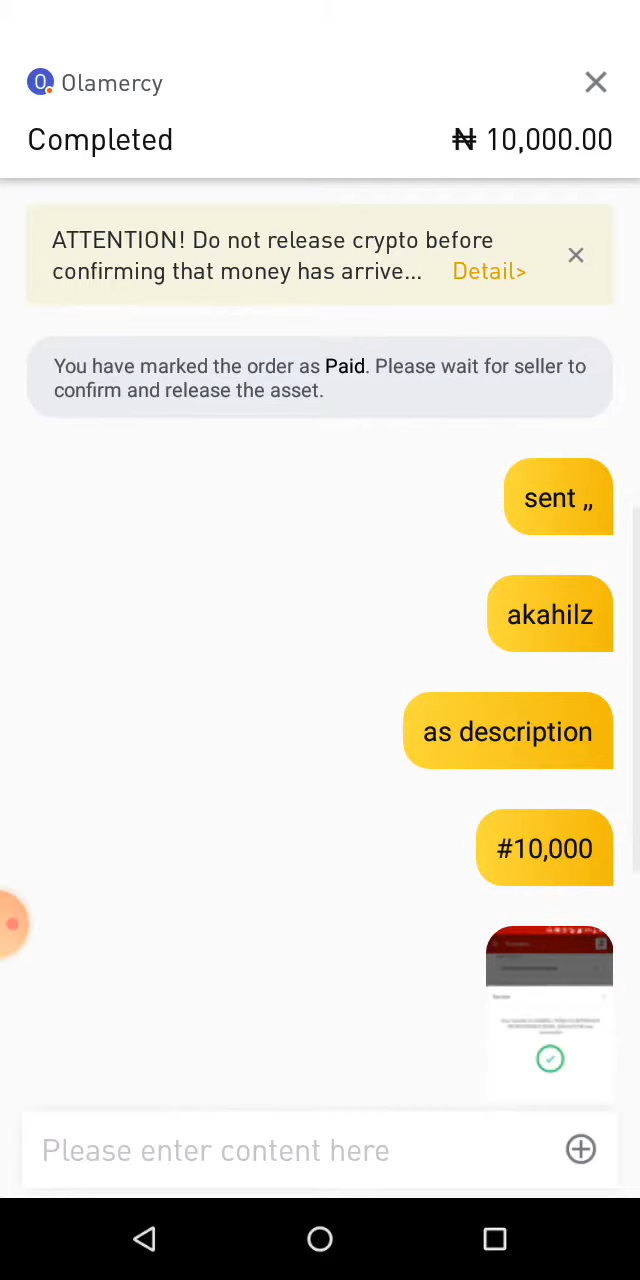 O Olamercy
Completed ₦ 10,000.00
ATTENTION! Do not release crypto before
confirming that money has arrive... Detail>
You have marked the order as Paid. Please wait for seller to
confirm and release the asset.
sent ,,
akahilz
as description
#10,000
Please enter content here